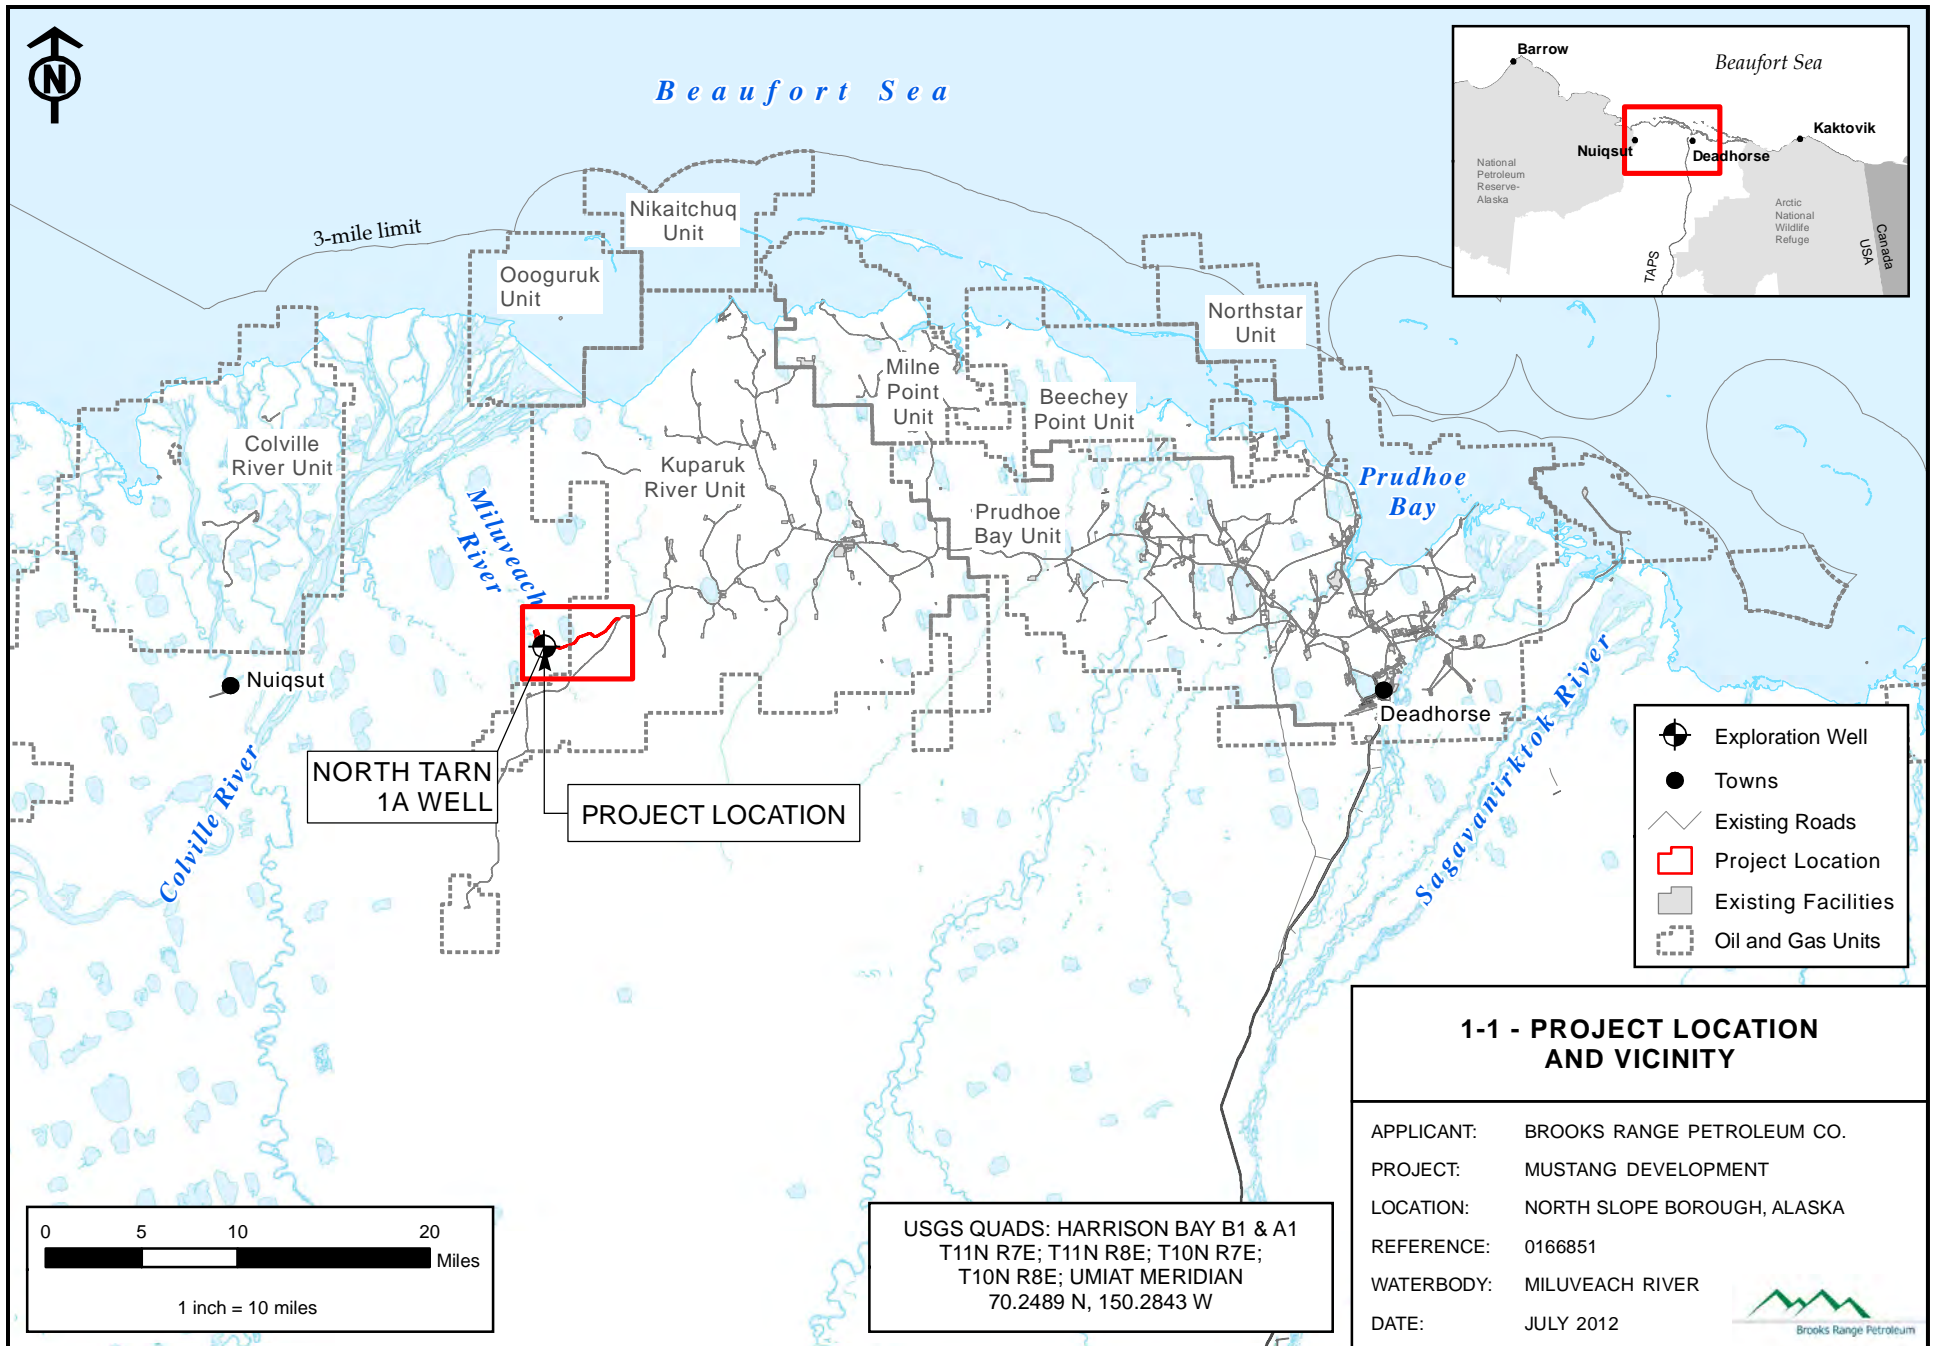 N
Beaufort Sea
Barrow
Beaufort Sea
Kaktovik
Nuiqsut
Deadhorse
National
Petroleum
Reserve-
Alaska
Arctic
National
Wildlife
Refuge
Canada
USA
TAPS
3-mile limit
Nikaitchuq
Unit
Oooguruk
Unit
Northstar
Unit
Milne
Point
Unit
Beechey
Point Unit
Colville
River Unit
Kuparuk
River Unit
Prudhoe
Bay
Prudhoe
Bay Unit
Miluveach
River
Nuiqsut
Deadhorse
Colville River
Sagavanirktok River
NORTH TARN
1A WELL
PROJECT LOCATION
Exploration Well
Towns
Existing Roads
Project Location
Existing Facilities
Oil and Gas Units
1-1 - PROJECT LOCATION
AND VICINITY
APPLICANT: BROOKS RANGE PETROLEUM CO.
PROJECT: MUSTANG DEVELOPMENT
LOCATION: NORTH SLOPE BOROUGH, ALASKA
REFERENCE: 0166851
WATERBODY: MILUVEACH RIVER
DATE: JULY 2012
Brooks Range Petroleum
USGS QUADS: HARRISON BAY B1 & A1
T11N R7E; T11N R8E; T10N R7E;
T10N R8E; UMIAT MERIDIAN
70.2489 N, 150.2843 W
0 5 10 20
Miles
1 inch = 10 miles